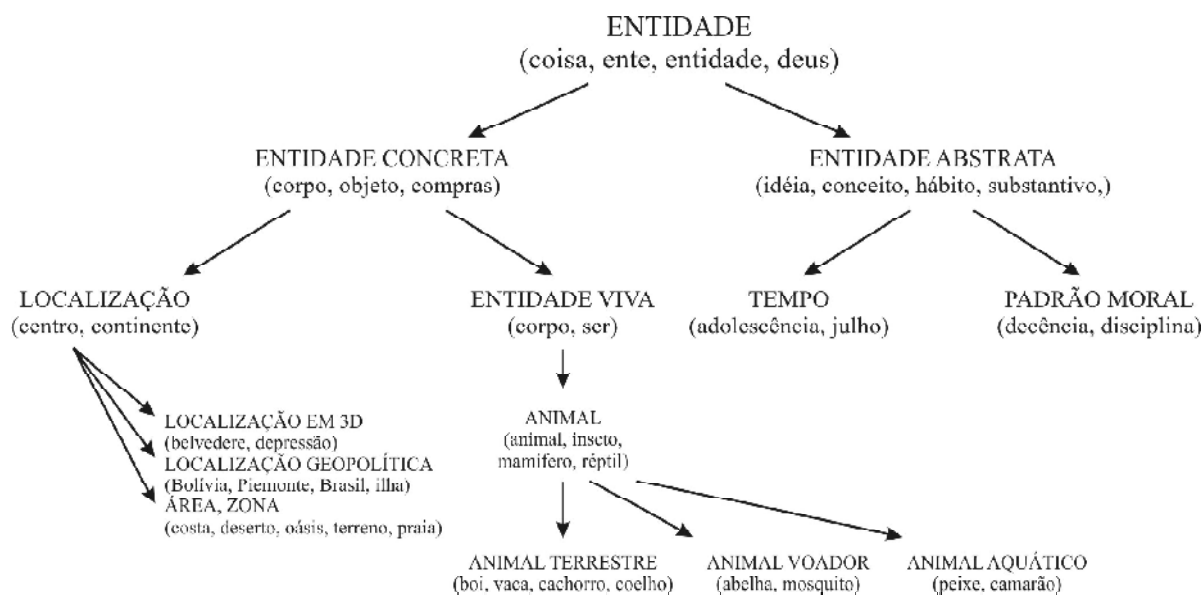 ENTIDADE
(coisa, ente, entidade, deus)
ENTIDADE CONCRETA
(corpo, objeto, compras)
ENTIDADE ABSTRATA
(idéia, conceito, hábito, substantivo,)
LOCALIZAÇÃO
(centro, continente)
ENTIDADE VIVA
(corpo, ser)
TEMPO
(adolescência, julho)
PADRÃO MORAL
(decência, disciplina)
LOCALIZAÇÃO EM 3D
(belvedere, depressão)
LOCALIZAÇÃO GEOPOLÍTICA
(Bolívia, Piemonte, Brasil, ilha)
ÁREA, ZONA
(costa, deserto, oásis, terreno, praia)
ANIMAL
(animal, inseto,
mamífero, réptil)
ANIMAL TERRESTRE
(boi, vaca, cachorro, coelho)
ANIMAL VOADOR
(abelha, mosquito)
ANIMAL AQUÁTICO
(peixe, camarão)